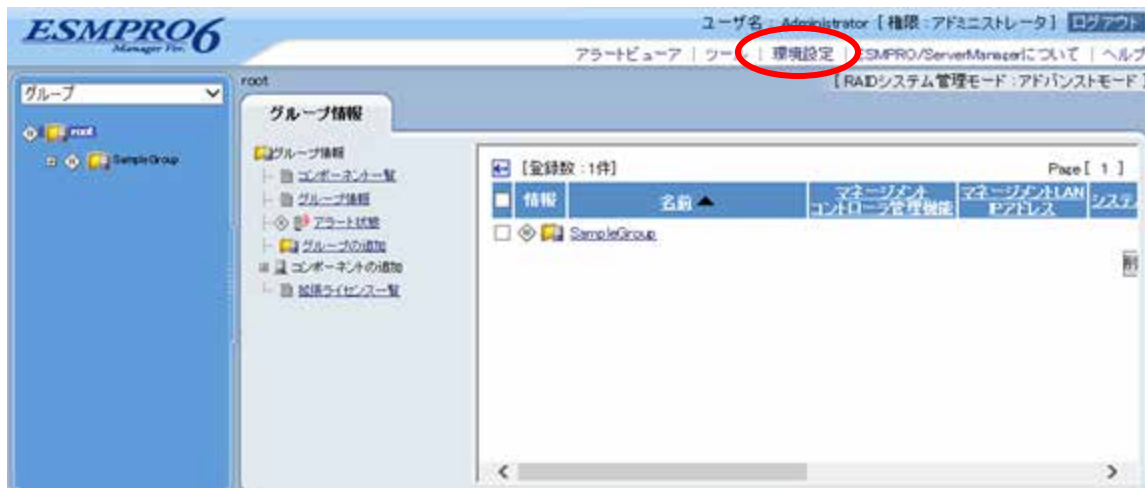 ESMPRO6
Manager Ver.
ユーザ名 : Administrator [ 権限 : アドミニストレータ ] ログアウト
アラートビューア | ツール | 環境設定 | ESMPRO/ServerManagerについて | ヘルプ
[ RAIDシステム管理モード : アドバンストモード ]
グループ
root
SampleGroup
root
グループ情報
グループ情報
コンポーネント一覧
グループ情報
アラート状態
グループの追加
コンポーネントの追加
拡張ライセンス一覧
[登録数 : 1件] Page[ 1 ]
情報 名前 ▲ マネージメント コントローラ管理機能 マネージメントLAN IPアドレス システ
SampleGroup
削